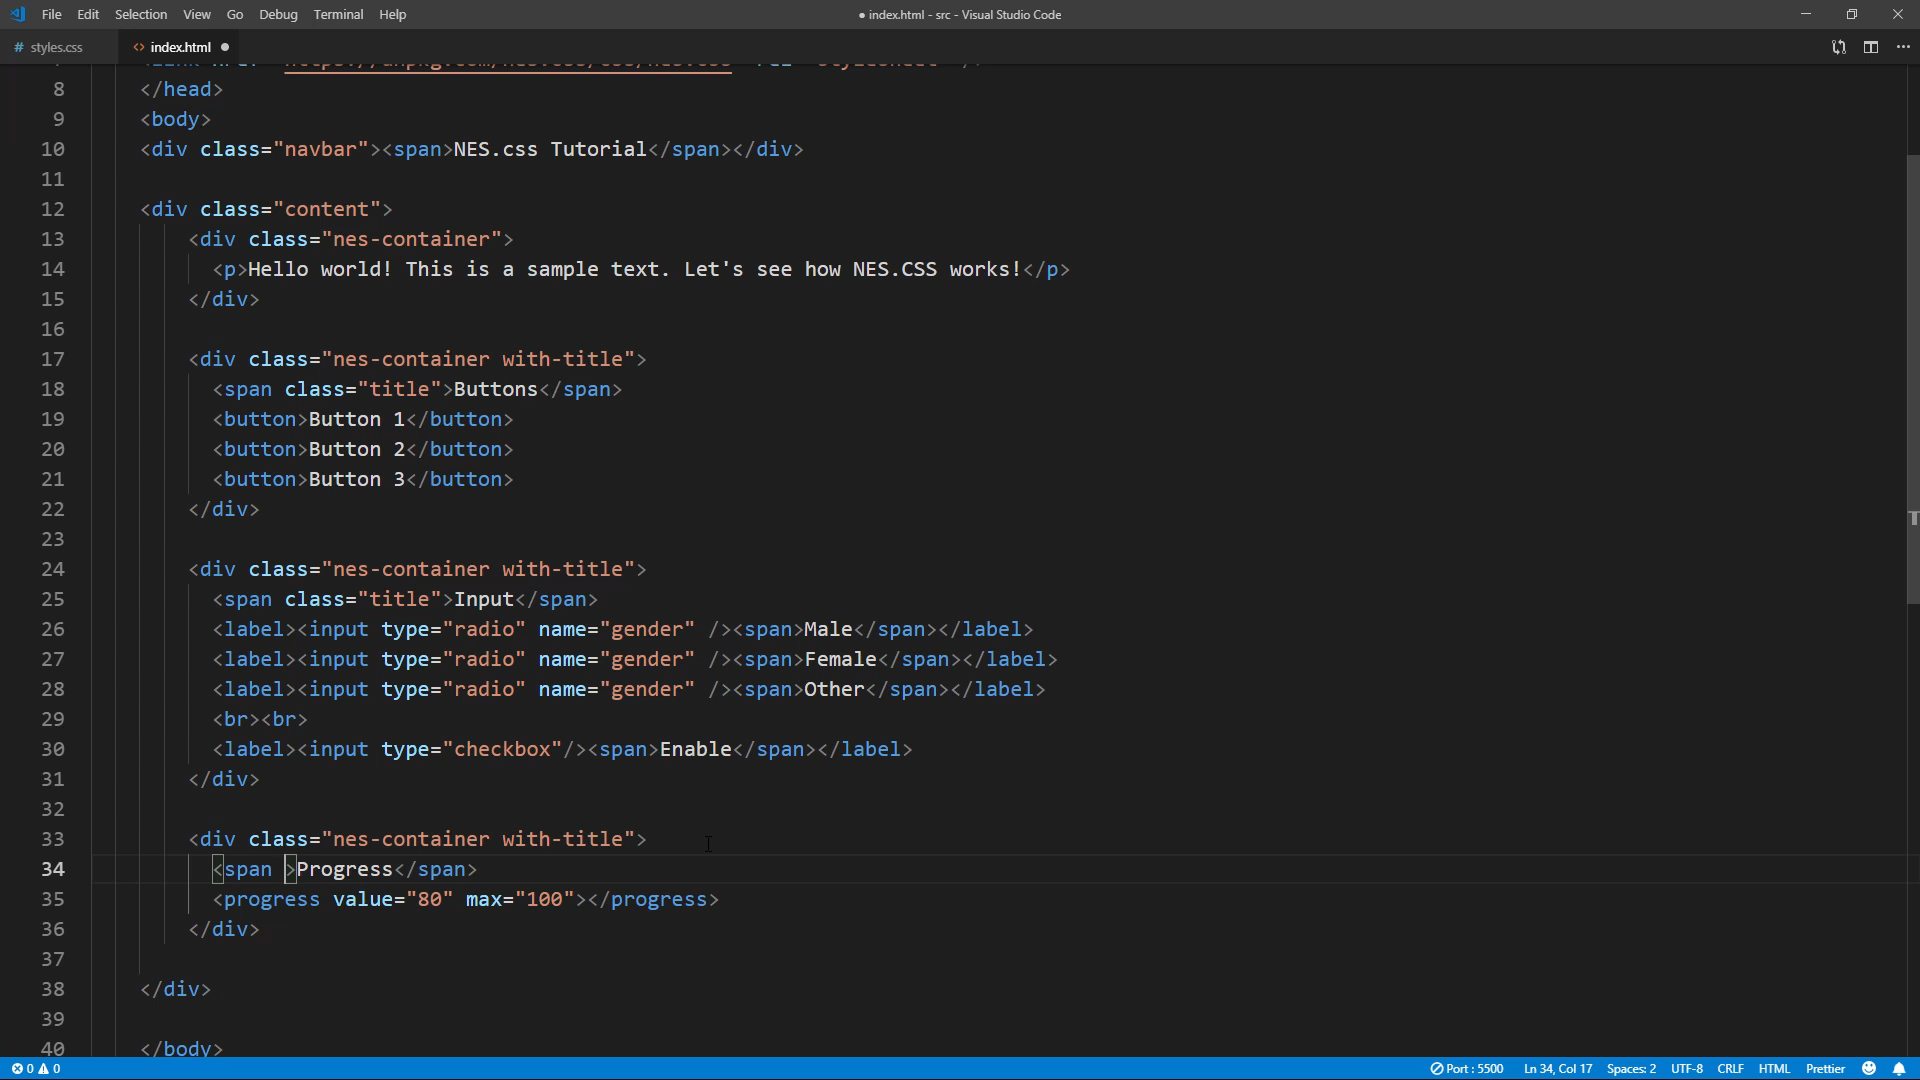 File Edit Selection View Go Debug Terminal Help
● index.html - src - Visual Studio Code
# styles.css
<> index.html ●
8 </head>
9 <body>
10 <div class="navbar"><span>NES.css Tutorial</span></div>
11
12 <div class="content">
13 <div class="nes-container">
14 <p>Hello world! This is a sample text. Let's see how NES.CSS works!</p>
15 </div>
16
17 <div class="nes-container with-title">
18 <span class="title">Buttons</span>
19 <button>Button 1</button>
20 <button>Button 2</button>
21 <button>Button 3</button>
22 </div>
23
24 <div class="nes-container with-title">
25 <span class="title">Input</span>
26 <label><input type="radio" name="gender" /><span>Male</span></label>
27 <label><input type="radio" name="gender" /><span>Female</span></label>
28 <label><input type="radio" name="gender" /><span>Other</span></label>
29 <br><br>
30 <label><input type="checkbox"/><span>Enable</span></label>
31 </div>
32
33 <div class="nes-container with-title">
34 <span >Progress</span>
35 <progress value="80" max="100"></progress>
36 </div>
37
38 </div>
39
40 </body>
0 0 Port : 5500 Ln 34, Col 17 Spaces: 2 UTF-8 CRLF HTML Prettier